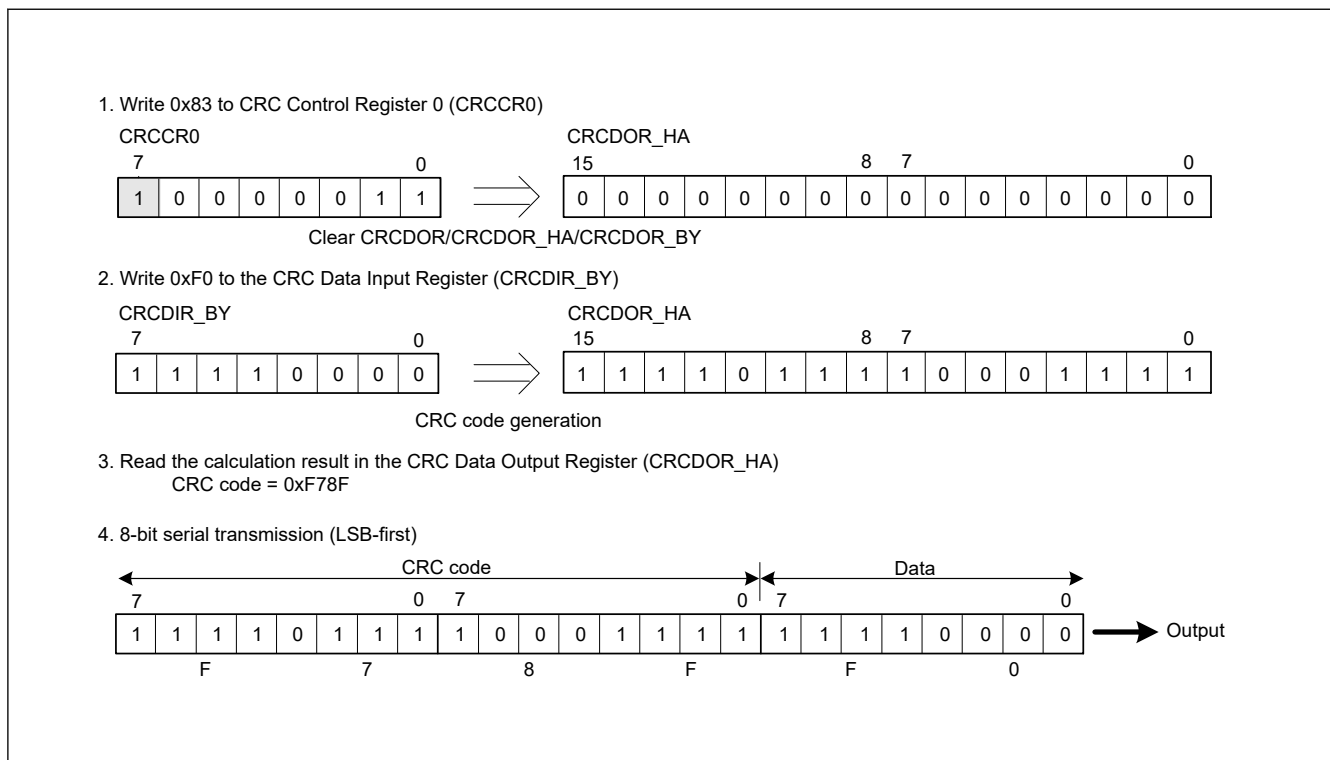 1. Write 0x83 to CRC Control Register 0 (CRCCR0)
CRCCR0 CRCDOR_HA
7 0 15 8 7 0
1 0 0 0 0 0 1 1 0 0 0 0 0 0 0 0 0 0 0 0 0 0 0 0
Clear CRCDOR/CRCDOR_HA/CRCDOR_BY
2. Write 0xF0 to the CRC Data Input Register (CRCDIR_BY)
CRCDIR_BY CRCDOR_HA
7 0 15 8 7 0
1 1 1 1 0 0 0 0 1 1 1 1 0 1 1 1 1 0 0 0 1 1 1 1
CRC code generation
3. Read the calculation result in the CRC Data Output Register (CRCDOR_HA)
CRC code = 0xF78F
4. 8-bit serial transmission (LSB-first)
CRC code Data
7 0 7 0 7 0
1 1 1 1 0 1 1 1 1 0 0 0 1 1 1 1 1 1 1 1 0 0 0 0 Output
F 7 8 F F 0